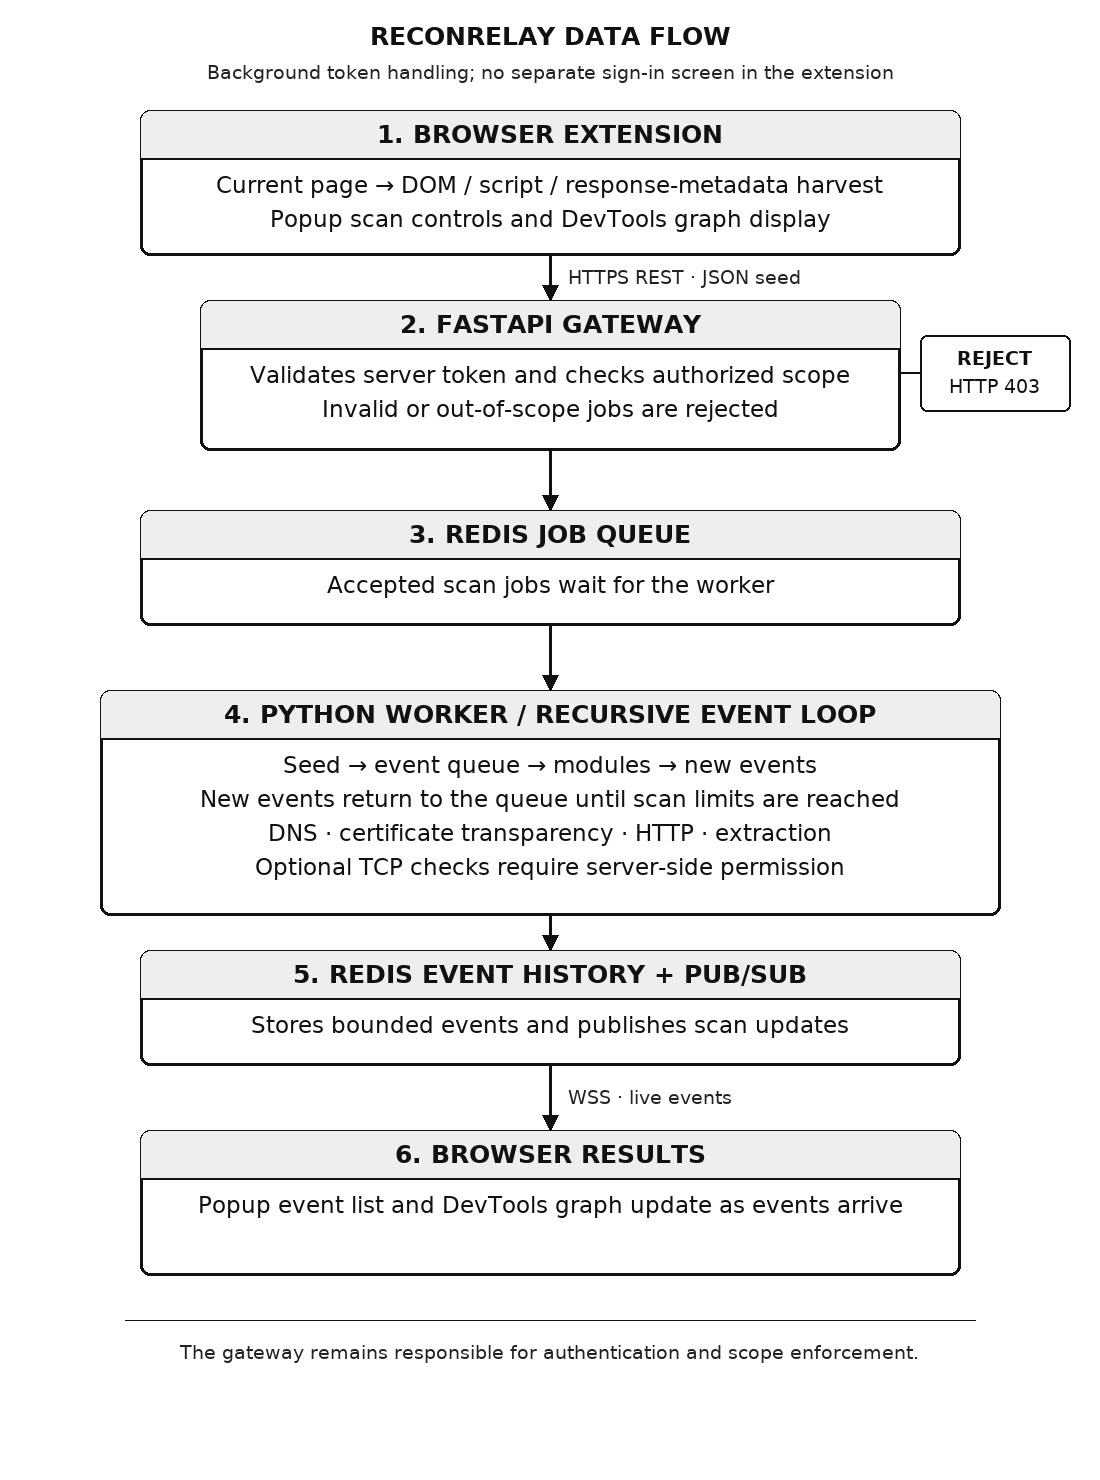 RECONRELAY DATA FLOW
Background token handling; no separate sign-in screen in the extension
1. BROWSER EXTENSION
Current page → DOM / script / response-metadata harvest
Popup scan controls and DevTools graph display
HTTPS REST · JSON seed
2. FASTAPI GATEWAY
Validates server token and checks authorized scope
Invalid or out-of-scope jobs are rejected
REJECT
HTTP 403
3. REDIS JOB QUEUE
Accepted scan jobs wait for the worker
4. PYTHON WORKER / RECURSIVE EVENT LOOP
Seed → event queue → modules → new events
New events return to the queue until scan limits are reached
DNS · certificate transparency · HTTP · extraction
Optional TCP checks require server-side permission
5. REDIS EVENT HISTORY + PUB/SUB
Stores bounded events and publishes scan updates
WSS · live events
6. BROWSER RESULTS
Popup event list and DevTools graph update as events arrive
The gateway remains responsible for authentication and scope enforcement.